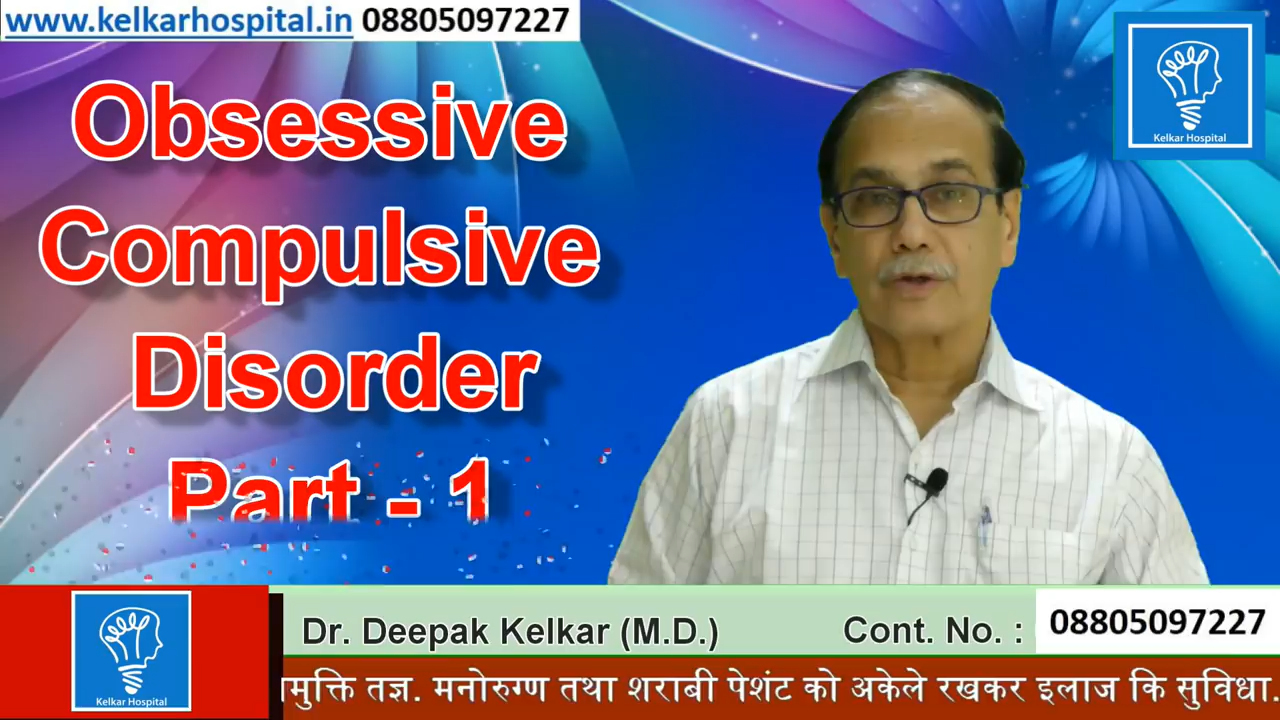 www.kelkarhospital.in 08805097227
Kelkar Hospital
Obsessive
Compulsive
Disorder
Part - 1
Kelkar Hospital
Dr. Deepak Kelkar (M.D.)
Cont. No. : 08805097227
तज्ञ. मनोरुग्ण तथा शराबी पेशंट को अकेले रखकर इलाज कि सुविधा.